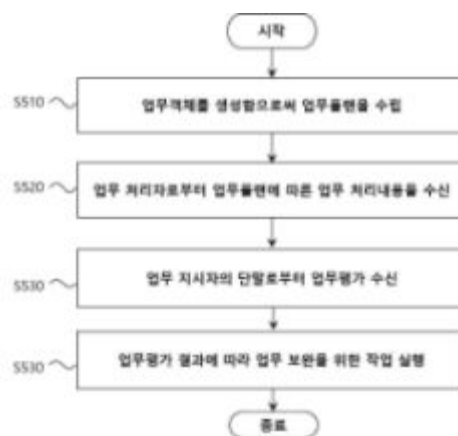 시작
S510
업무객체를 생성함으로써 업무플랜을 수립
S520
업무 처리자로부터 업무플랜에 따른 업무 처리내용을 수신
S530
업무 지시자의 단말로부터 업무평가 수신
S530
업무평가 결과에 따라 업무 보완을 위한 작업 실행
종료